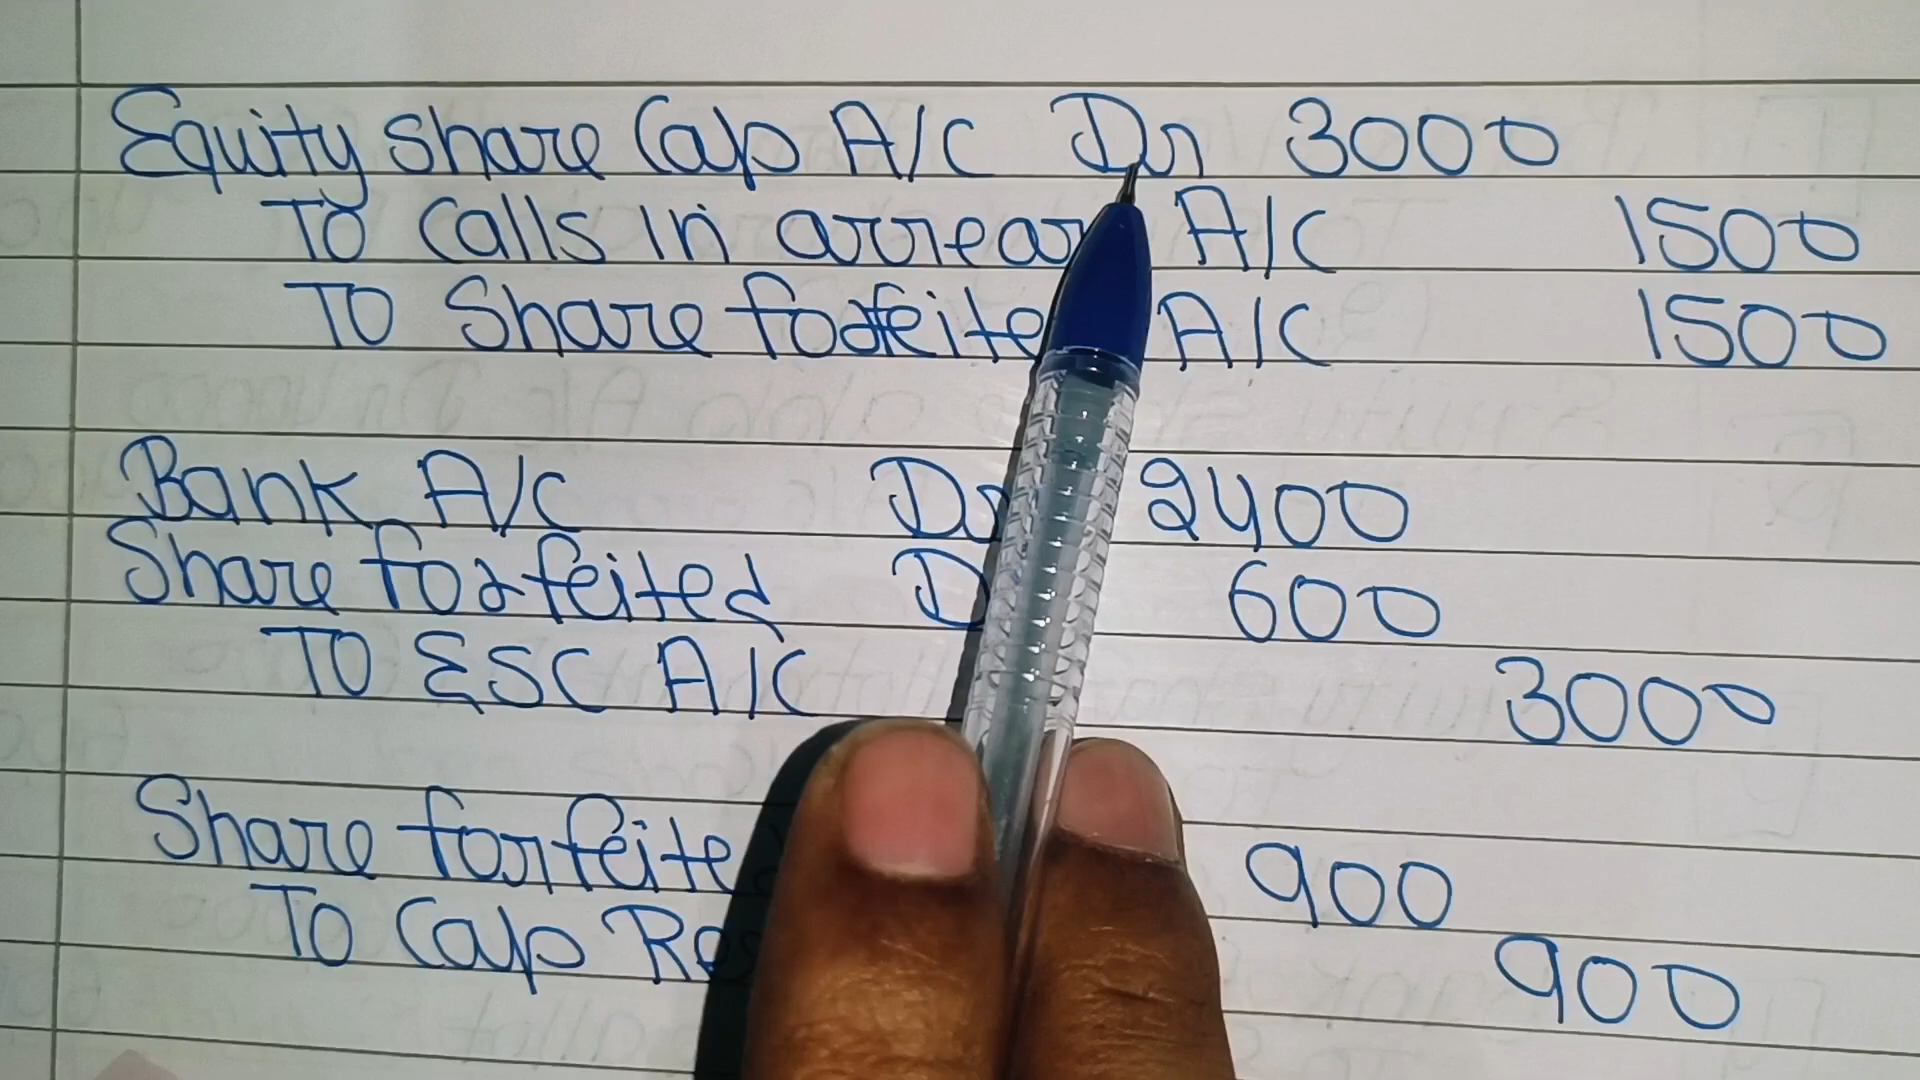 Equity share Cap A/C Dr 3000
To Calls in arrear A/C 1500
To Share forfeite A/C 1500
Bank A/C Dr 2400
Share forfeited D 600
To ESC A/C 3000
Share forfeite 900
To Cap Res 900